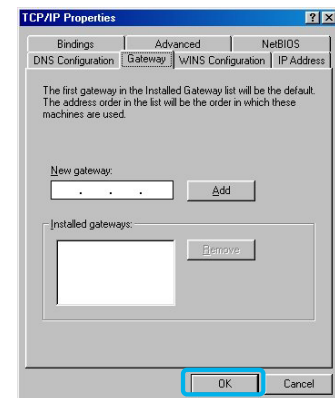 TCP/IP Properties
Bindings Advanced NetBIOS
DNS Configuration Gateway WINS Configuration IP Address
The first gateway in the Installed Gateway list will be the default.
The address order in the list will be the order in which these
machines are used.
New gateway:
. . .
Add
Installed gateways:
Remove
OK Cancel